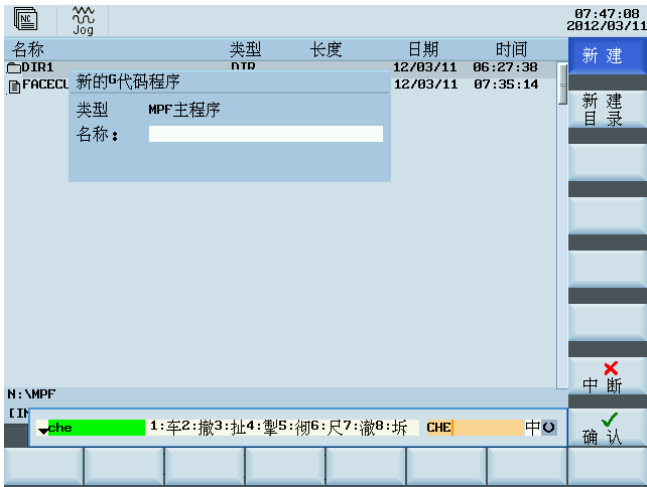 NC
Jog
07:47:08
2012/03/11
名称 类型 长度 日期 时间
DIR1 DIR 12/03/11 06:27:38
FACECU 12/03/11 07:35:14
新的G代码程序
类型 MPF主程序
名称:
新建
新建
目录
中断
确认
N:\MPF
che 1:车2:撤3:扯4:掣5:彻6:尺7:澈8:坼 CHE 中